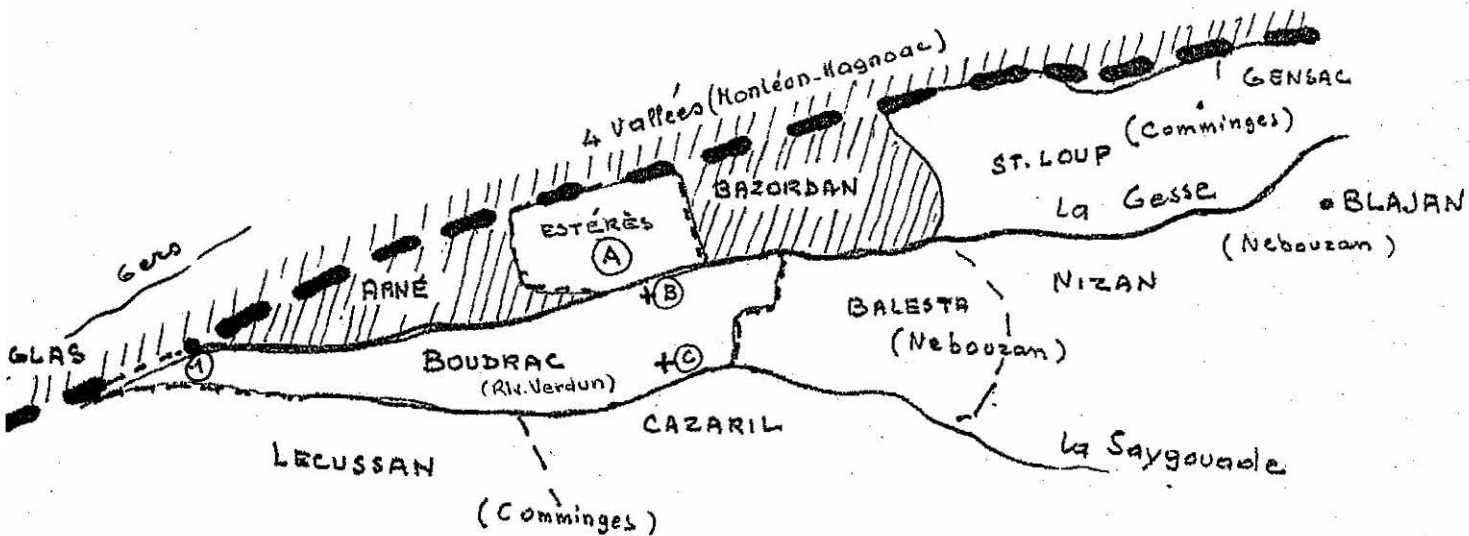 4 Vallées (Monléon-Magnoac)
GENSAC
(Comminges)
ST. LOUP
BAZORDAN
La Gesse
BLAJAN
(Nebouzan)
ESTÉRÈS
A
Gers
ARNÉ
B
NIZAN
BALESTA
(Nebouzan)
GLAS
1
BOUDRAC
(Riv. Verdun)
C
CAZARIL
LECUSSAN
La Saygouade
(Comminges)